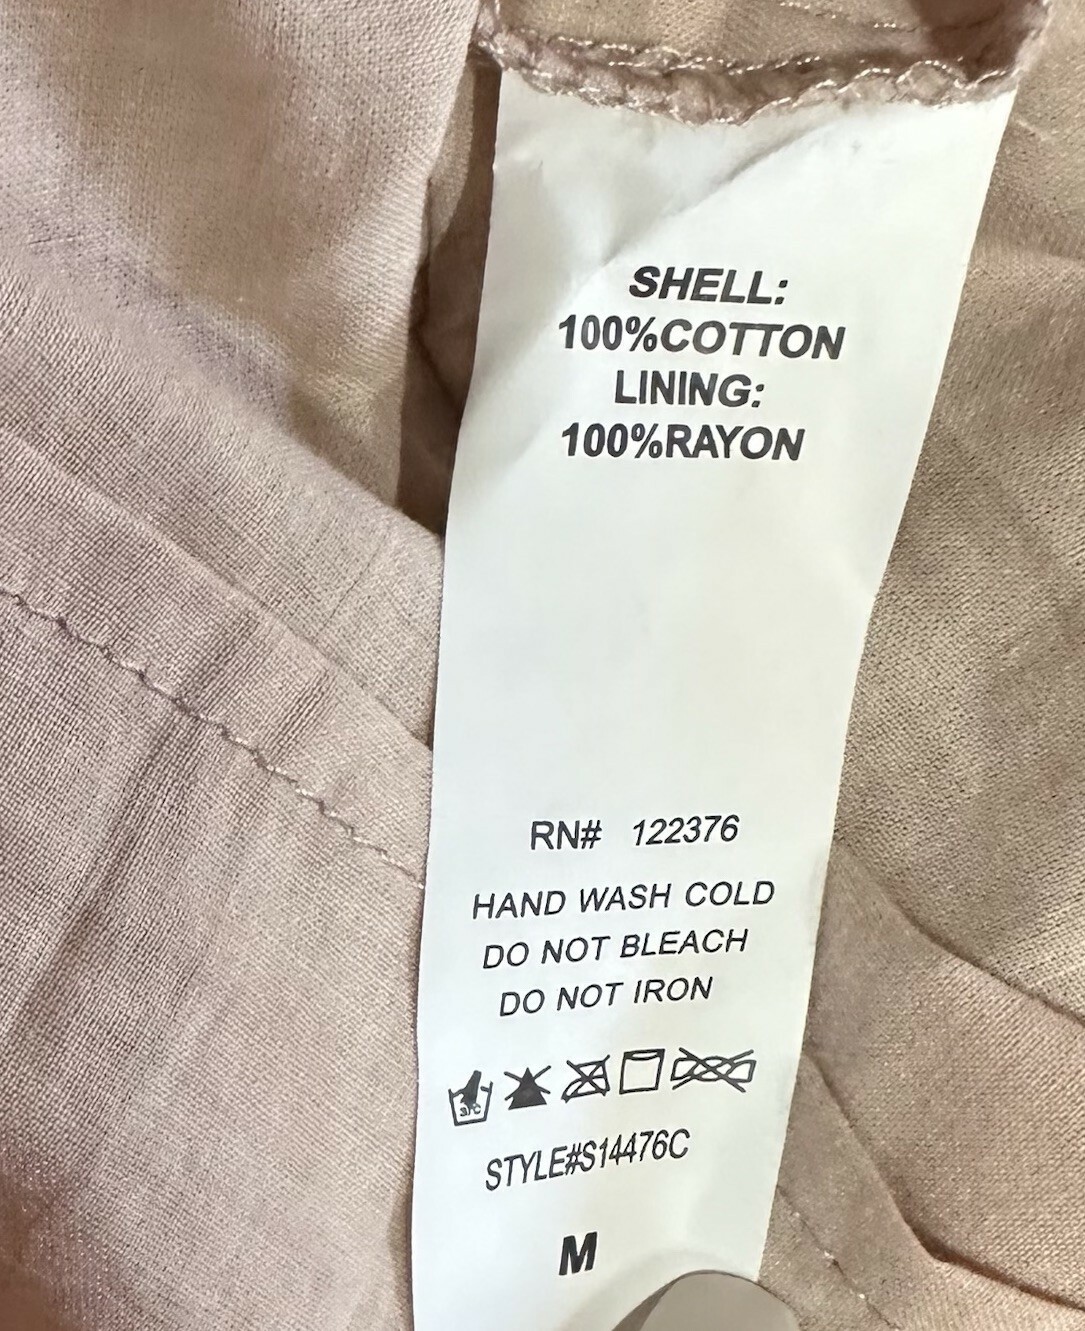 SHELL:
100%COTTON
LINING:
100%RAYON
RN# 122376
HAND WASH COLD
DO NOT BLEACH
DO NOT IRON
STYLE#S14476C
M